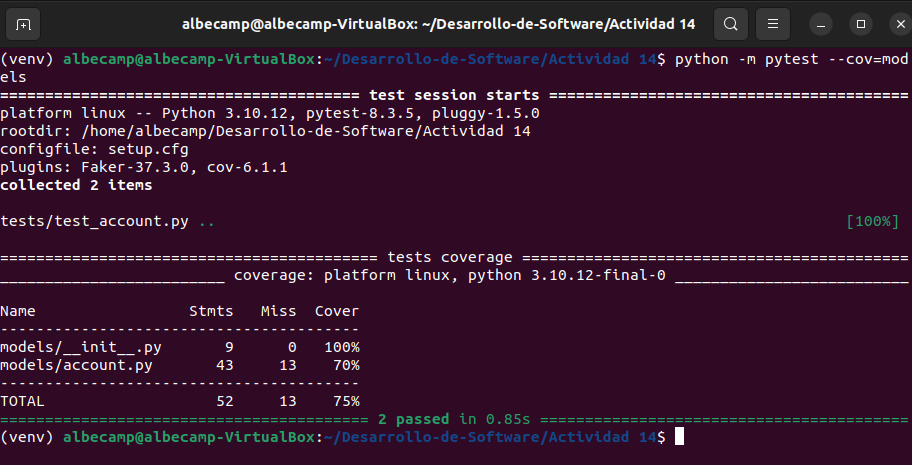 albecamp@albecamp-VirtualBox: ~/Desarrollo-de-Software/Actividad 14
(venv) albecamp@albecamp-VirtualBox:~/Desarrollo-de-Software/Actividad 14$ python -m pytest --cov=mod
els
======================================== test session starts ========================================
platform linux -- Python 3.10.12, pytest-8.3.5, pluggy-1.5.0
rootdir: /home/albecamp/Desarrollo-de-Software/Actividad 14
configfile: setup.cfg
plugins: Faker-37.3.0, cov-6.1.1
collected 2 items
tests/test_account.py .. [100%]
========================================== tests coverage ===========================================
_________________________ coverage: platform linux, python 3.10.12-final-0 __________________________
Name                 Stmts   Miss  Cover
----------------------------------------
models/__init__.py       9      0   100%
models/account.py       43     13    70%
----------------------------------------
TOTAL                   52     13    75%
========================================= 2 passed in 0.85s =========================================
(venv) albecamp@albecamp-VirtualBox:~/Desarrollo-de-Software/Actividad 14$